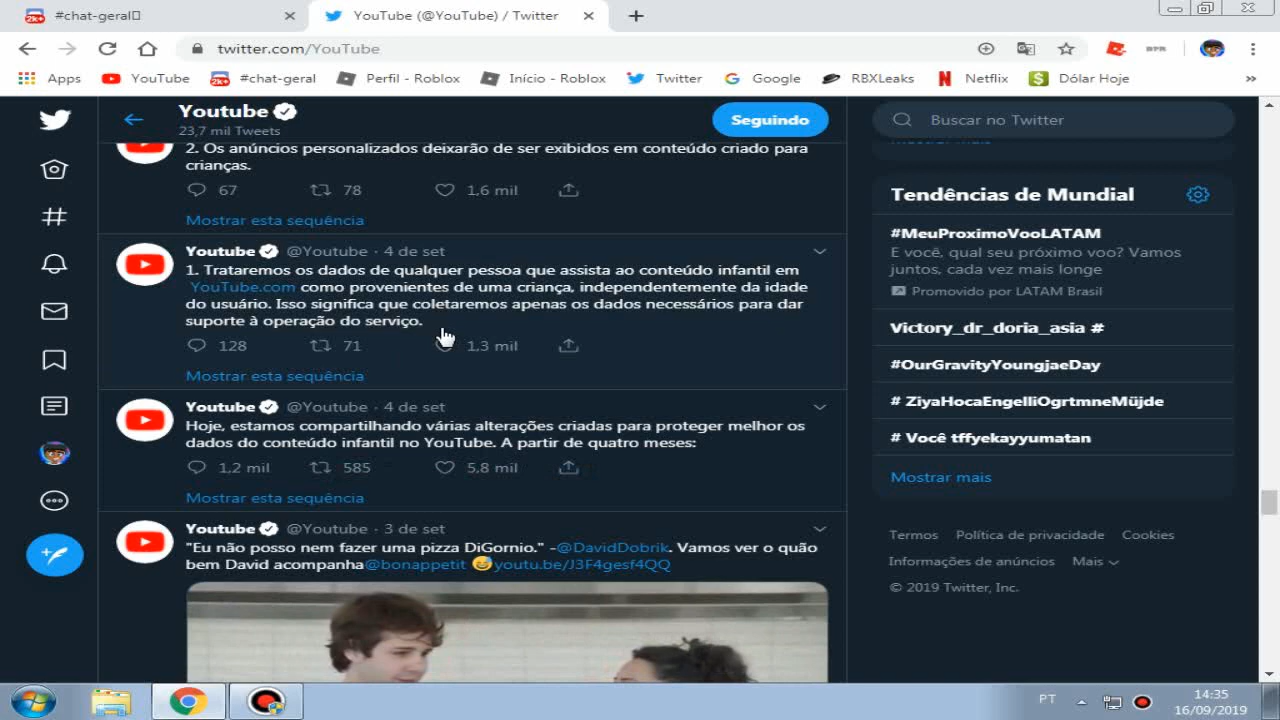 #chat-geral
YouTube (@YouTube) / Twitter
twitter.com/YouTube
Apps
YouTube
#chat-geral
Perfil - Roblox
Início - Roblox
Twitter
Google
RBXLeaks
Netflix
Dólar Hoje
Youtube
23,7 mil Tweets
Seguindo
2. Os anúncios personalizados deixarão de ser exibidos em conteúdo criado para
crianças.
67 78 1,6 mil
Mostrar esta sequência
Youtube @Youtube · 4 de set
1. Trataremos os dados de qualquer pessoa que assista ao conteúdo infantil em
YouTube.com como provenientes de uma criança, independentemente da idade
do usuário. Isso significa que coletaremos apenas os dados necessários para dar
suporte à operação do serviço.
128 71 1,3 mil
Mostrar esta sequência
Youtube @Youtube · 4 de set
Hoje, estamos compartilhando várias alterações criadas para proteger melhor os
dados do conteúdo infantil no YouTube. A partir de quatro meses:
1,2 mil 585 5,8 mil
Mostrar esta sequência
Youtube @Youtube · 3 de set
"Eu não posso nem fazer uma pizza DiGornio." -@DavidDobrik. Vamos ver o quão
bem David acompanha@bonappetit youtu.be/J3F4gesf4QQ
Buscar no Twitter
Tendências de Mundial
#MeuProximoVooLATAM
E você, qual seu próximo voo? Vamos
juntos, cada vez mais longe
Promovido por LATAM Brasil
Victory_dr_doria_asia #
#OurGravityYoungjaeDay
# ZiyaHocaEngelliOgrtmneMüjde
# Você tffyekayyumatan
Mostrar mais
Termos Política de privacidade Cookies
Informações de anúncios Mais
© 2019 Twitter, Inc.
PT
14:35
16/09/2019